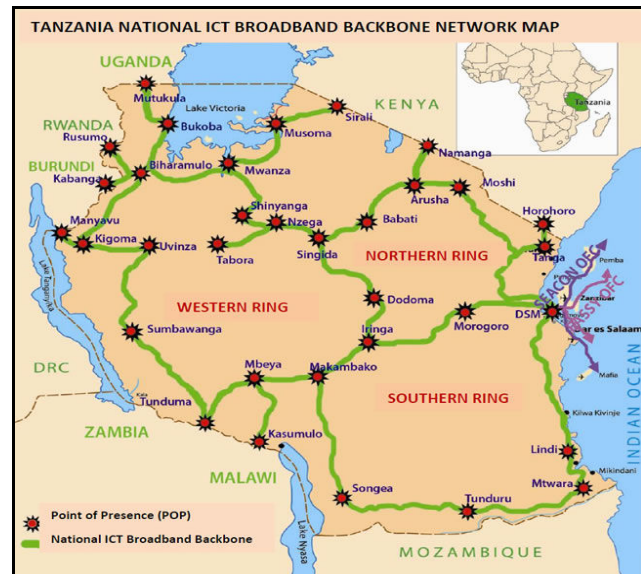 TANZANIA NATIONAL ICT BROADBAND BACKBONE NETWORK MAP
UGANDA
Mutukula
Lake Victoria
KENYA
Tanzania
RWANDA
Rusumo
Bukoba
Musoma
Sirali
BURUNDI
Kabanga
Biharamulo
Mwanza
Namanga
Arusha
Moshi
Manyavu
Kigoma
Uvinza
Shinyanga
Nzega
Tabora
Singida
Babati
Horohoro
Tanga
NORTHERN RING
Pemba
SEACON OFC
Zanzibar
DSM
Dar es Salaam
Lake Tanganyika
WESTERN RING
Dodoma
Iringa
Morogoro
Sumbawanga
DRC
Mbeya
Makambako
Mafia
SOUTHERN RING
INDIAN OCEAN
Tunduma
Kilwa Kivinje
ZAMBIA
Kasumulo
MALAWI
Lindi
Mikindani
Mtwara
Songea
Tunduru
Lake Nyasa
MOZAMBIQUE
Point of Presence (POP)
National ICT Broadband Backbone